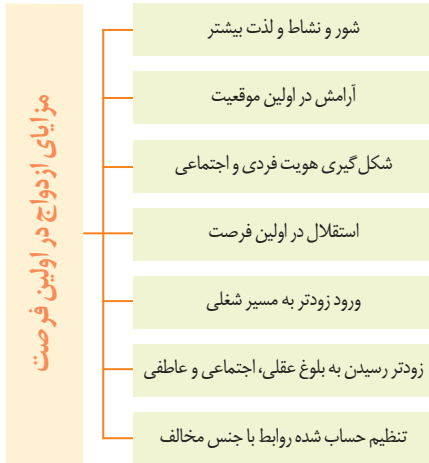 مزایای ازدواج در اولین فرصت
شور و نشاط و لذت بیشتر
آرامش در اولین موقعیت
شکل‌گیری هویت فردی و اجتماعی
استقلال در اولین فرصت
ورود زودتر به مسیر شغلی
زودتر رسیدن به بلوغ عقلی، اجتماعی و عاطفی
تنظیم حساب شده روابط با جنس مخالف